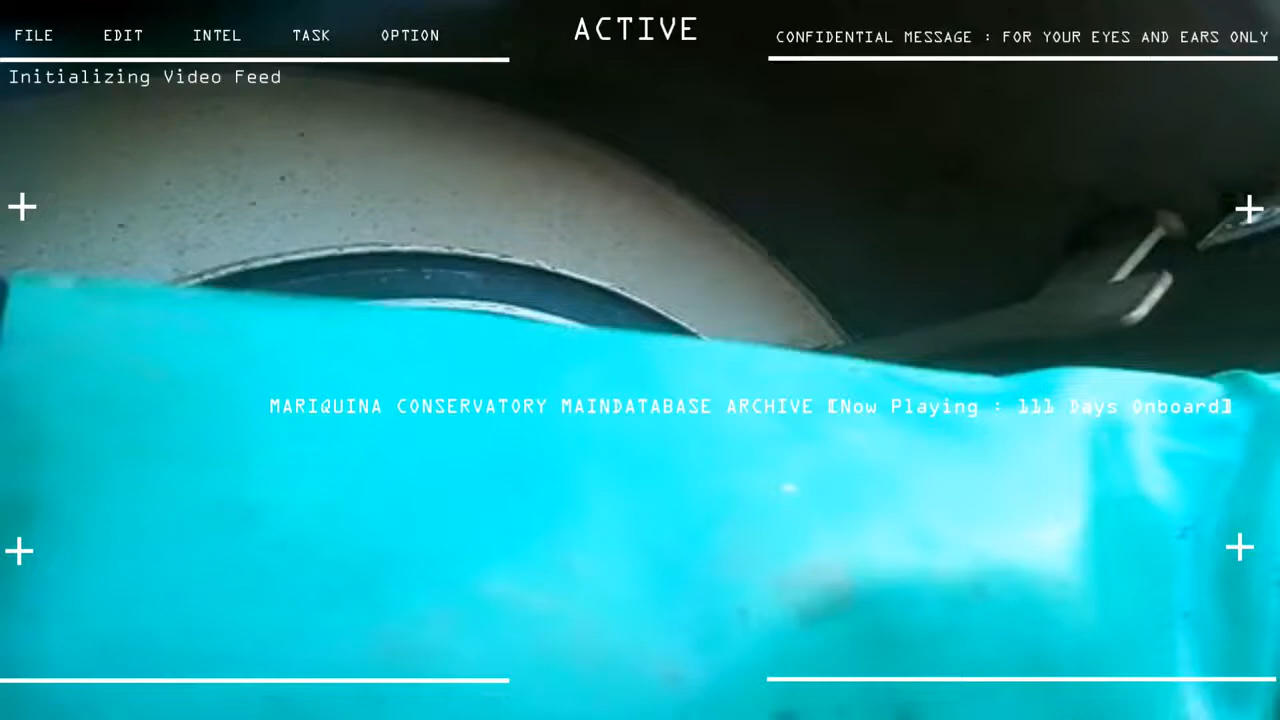 FILE EDIT INTEL TASK OPTION
ACTIVE
CONFIDENTIAL MESSAGE : FOR YOUR EYES AND EARS ONLY
Initializing Video Feed
MARIQUINA CONSERVATORY MAINDATABASE ARCHIVE [Now Playing : 111 Days Onboard]